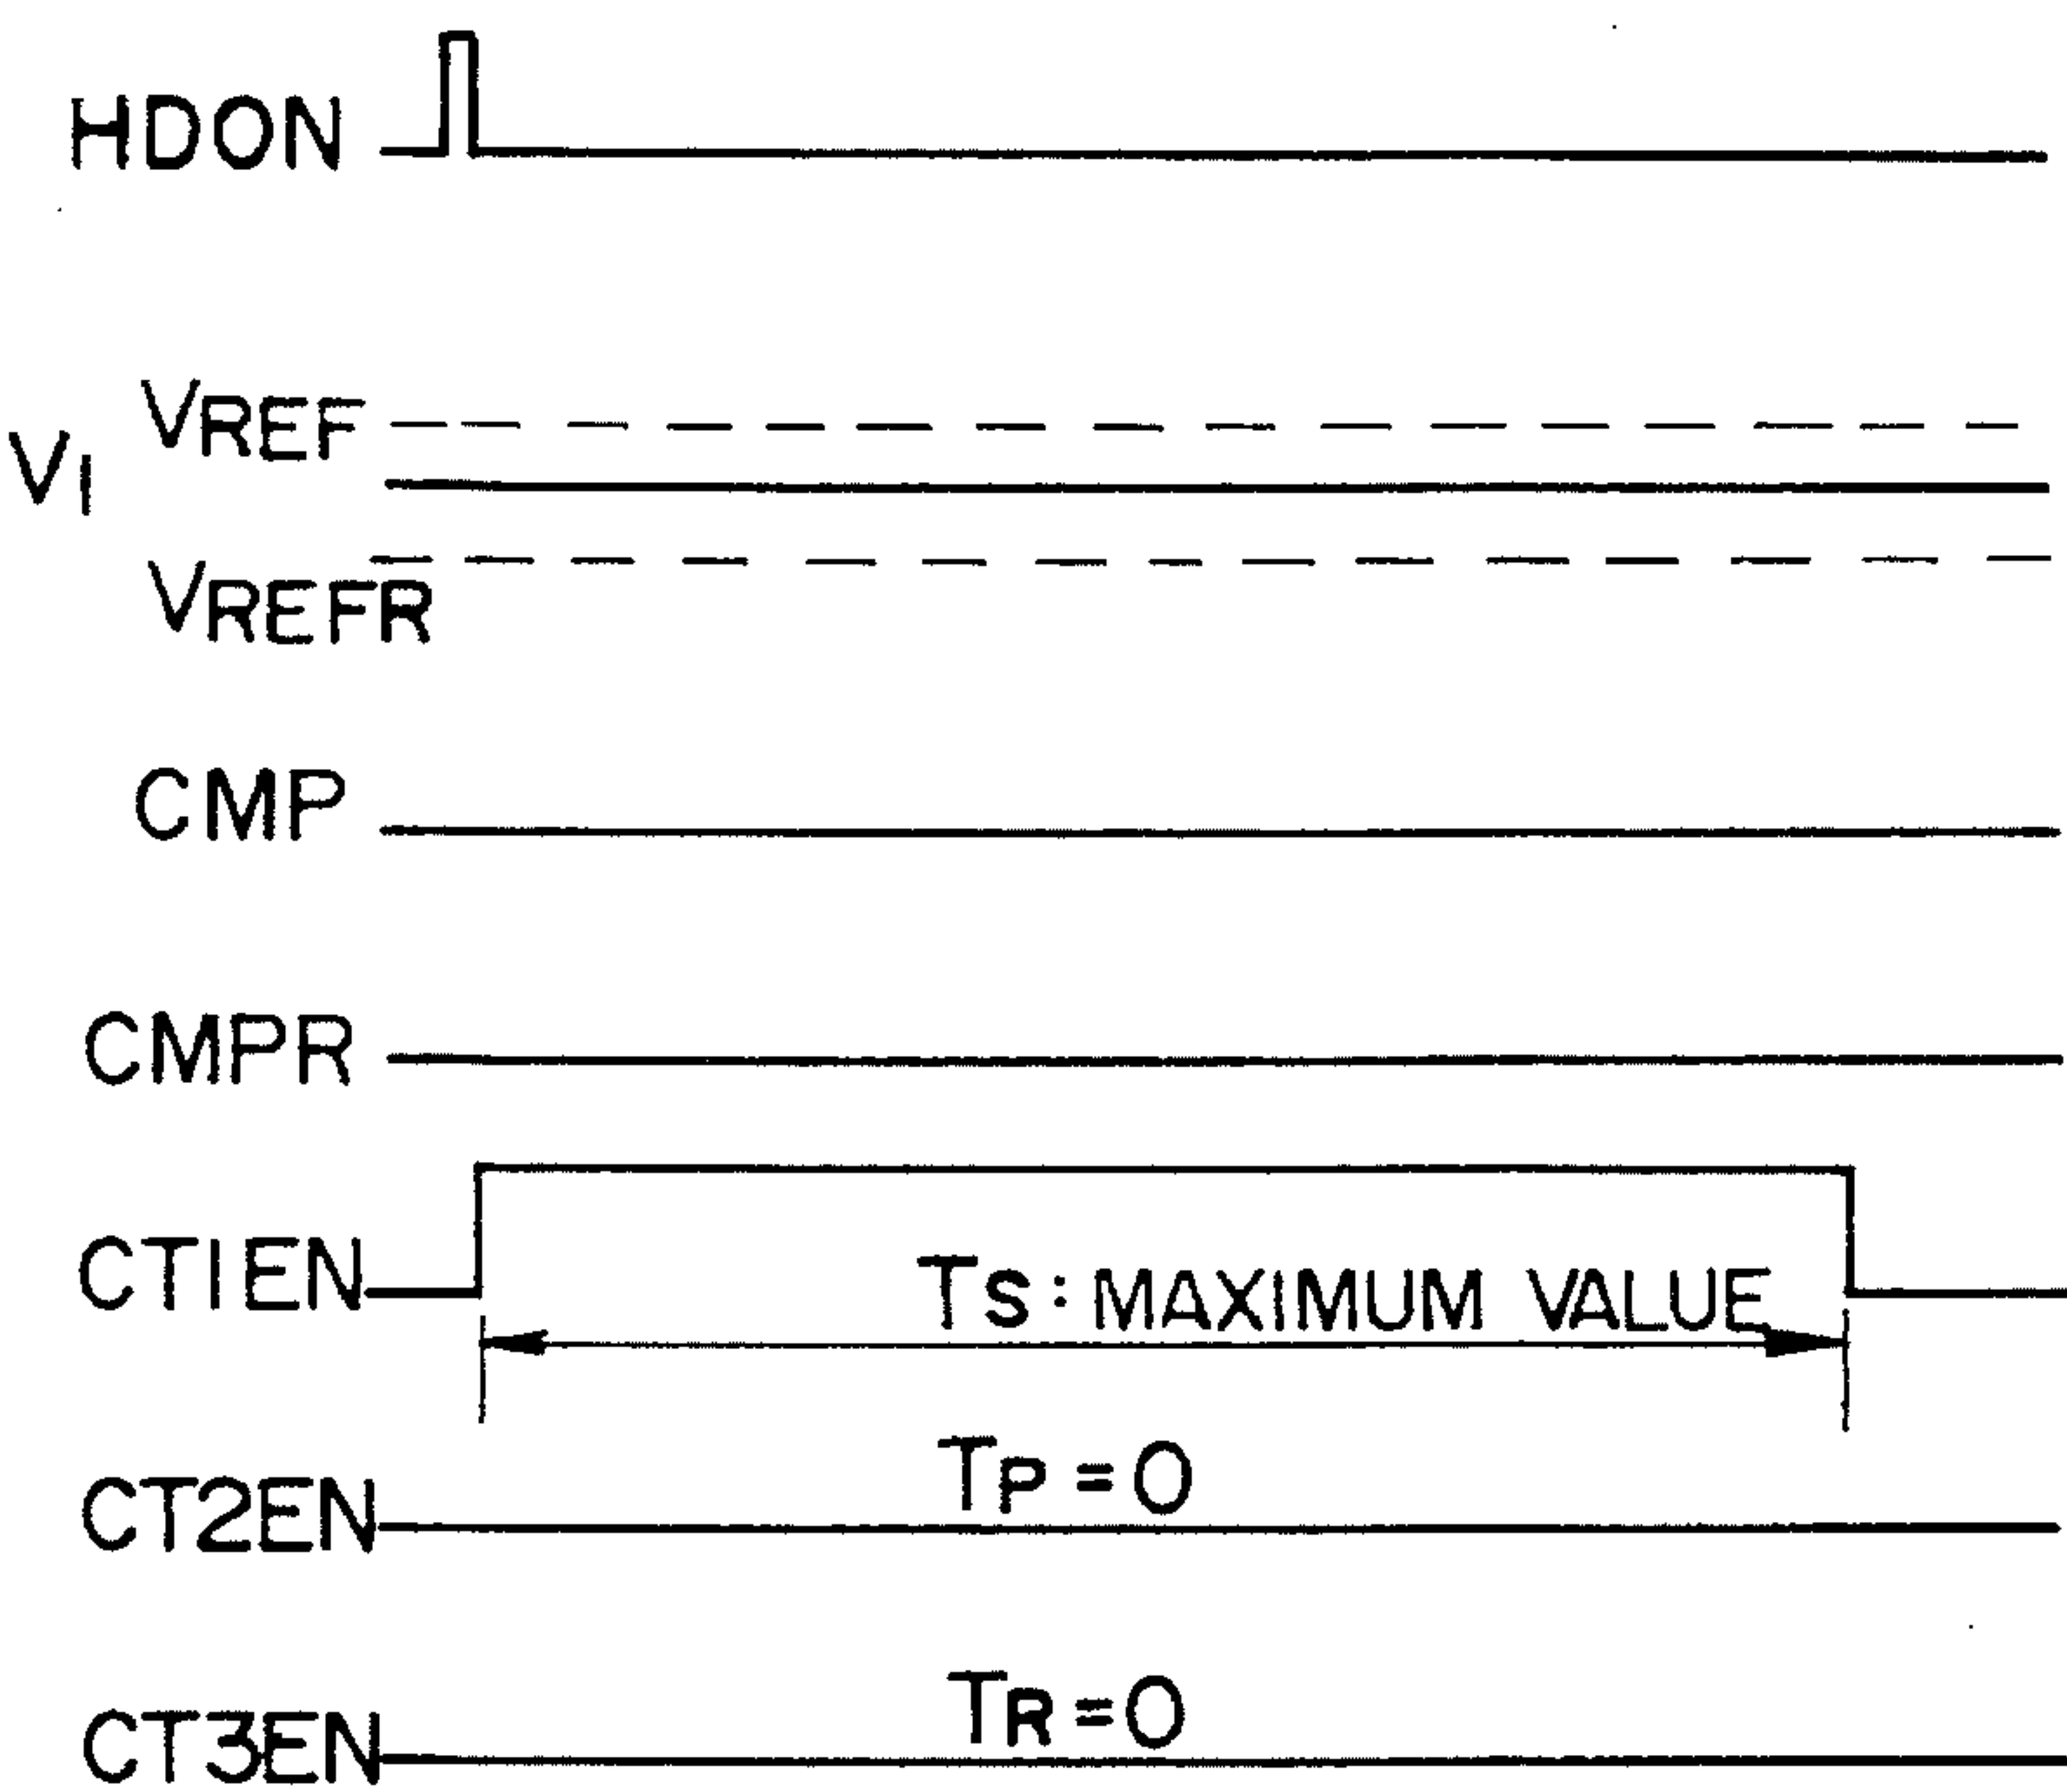 HDON
VREF
V1
VREFR
CMP
CMPR
CT1EN
TS: MAXIMUM VALUE
TP=0
CT2EN
TR=0
CT3EN